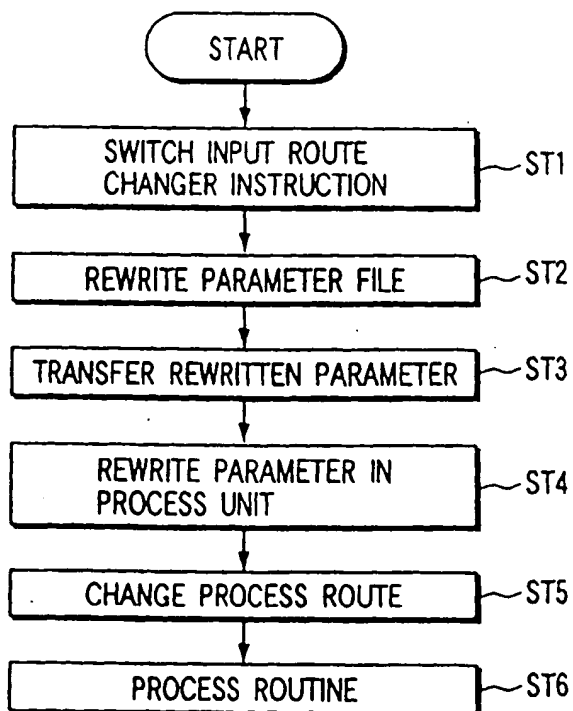 START
SWITCH INPUT ROUTE
CHANGER INSTRUCTION
ST1
REWRITE PARAMETER FILE
ST2
TRANSFER REWRITTEN PARAMETER
ST3
REWRITE PARAMETER IN
PROCESS UNIT
ST4
CHANGE PROCESS ROUTE
ST5
PROCESS ROUTINE
ST6